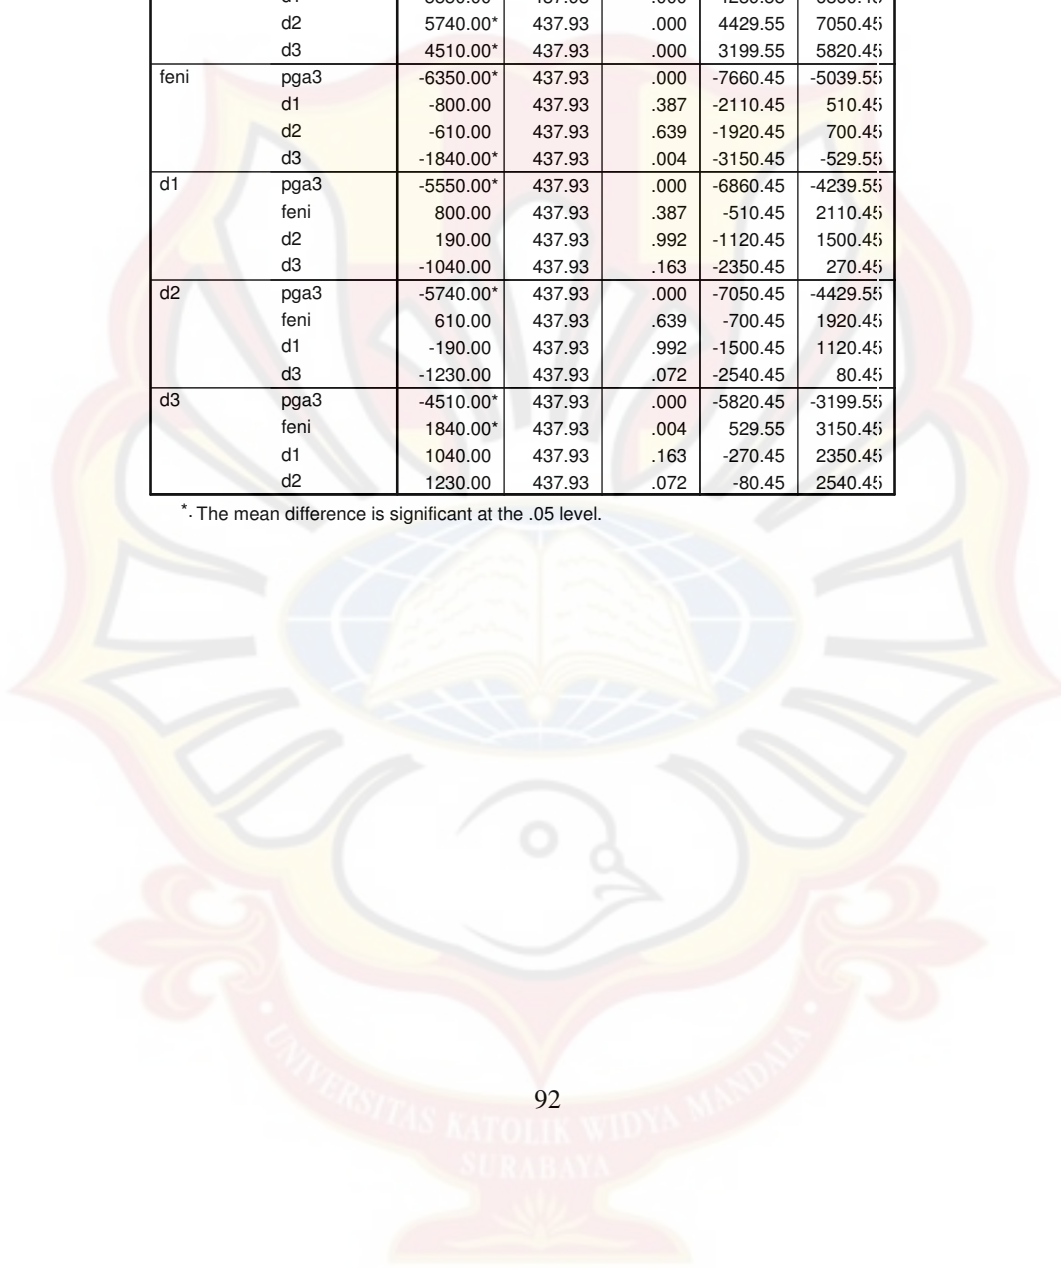 d2 5740.00* 437.93 .000 4429.55 7050.45
d3 4510.00* 437.93 .000 3199.55 5820.45
feni pga3 -6350.00* 437.93 .000 -7660.45 -5039.55
d1 -800.00 437.93 .387 -2110.45 510.45
d2 -610.00 437.93 .639 -1920.45 700.45
d3 -1840.00* 437.93 .004 -3150.45 -529.55
d1 pga3 -5550.00* 437.93 .000 -6860.45 -4239.55
feni 800.00 437.93 .387 -510.45 2110.45
d2 190.00 437.93 .992 -1120.45 1500.45
d3 -1040.00 437.93 .163 -2350.45 270.45
d2 pga3 -5740.00* 437.93 .000 -7050.45 -4429.55
feni 610.00 437.93 .639 -700.45 1920.45
d1 -190.00 437.93 .992 -1500.45 1120.45
d3 -1230.00 437.93 .072 -2540.45 80.45
d3 pga3 -4510.00* 437.93 .000 -5820.45 -3199.55
feni 1840.00* 437.93 .004 529.55 3150.45
d1 1040.00 437.93 .163 -270.45 2350.45
d2 1230.00 437.93 .072 -80.45 2540.45
*. The mean difference is significant at the .05 level.
92
• UNIVERSITAS KATOLIK WIDYA MANDALA •
SURABAYA